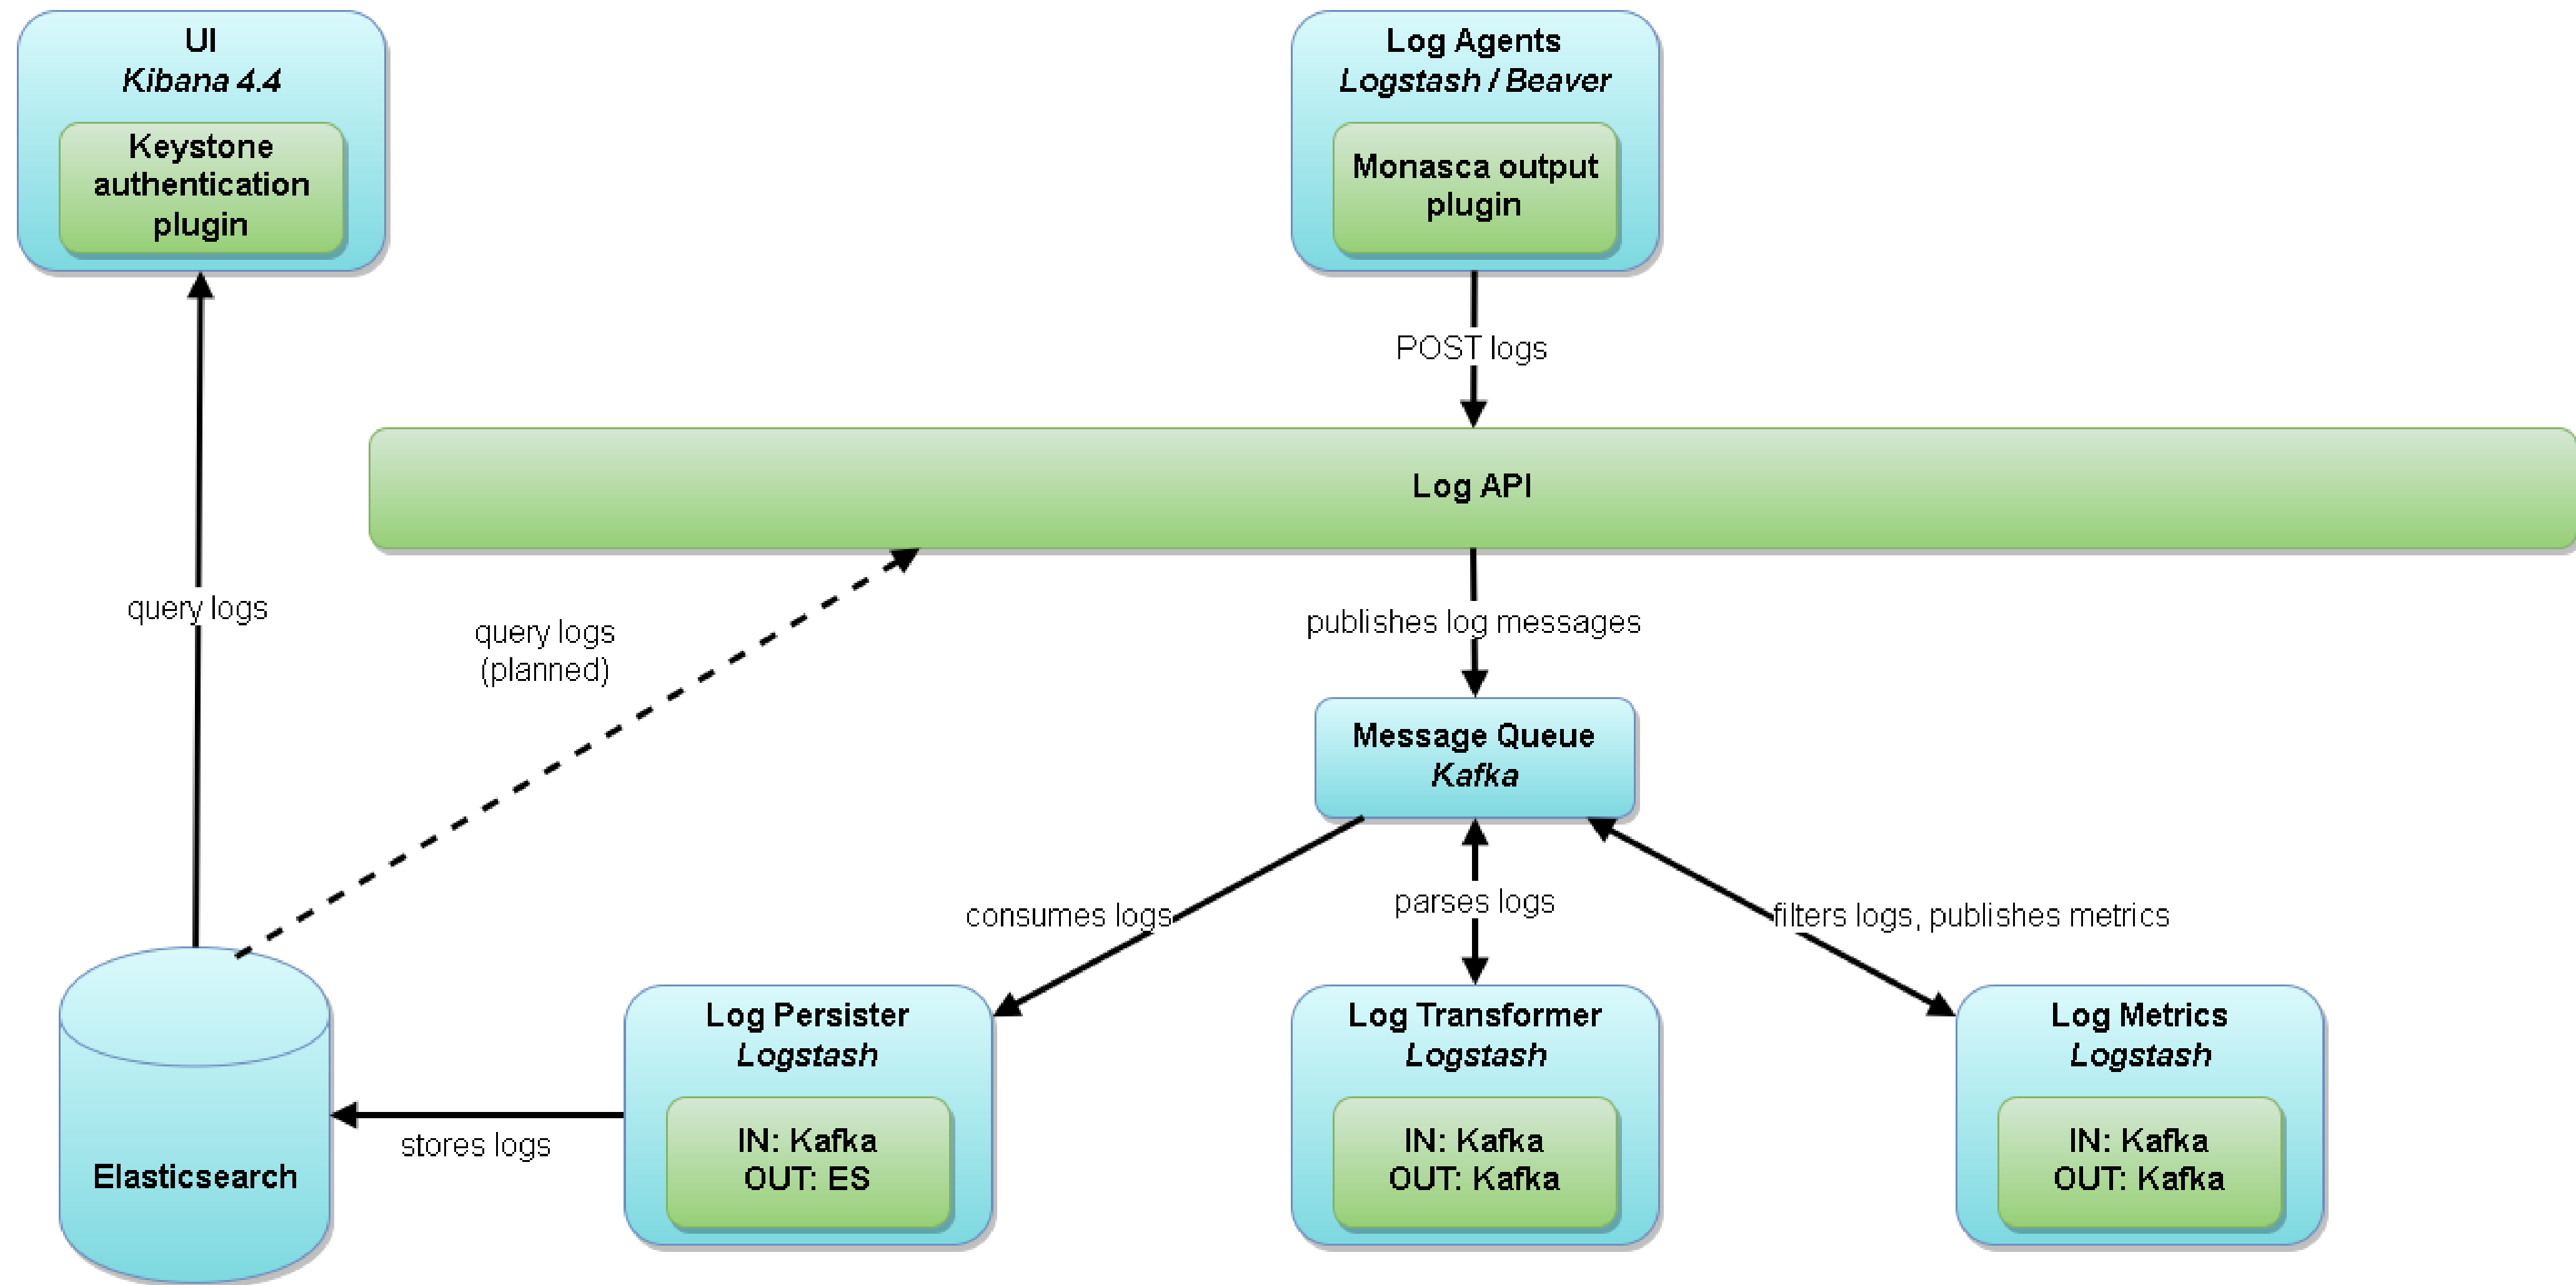 UI
Kibana 4.4
Keystone
authentication
plugin
Log Agents
Logstash / Beaver
Monasca output
plugin
POST logs
Log API
query logs
query logs
(planned)
publishes log messages
Message Queue
Kafka
consumes logs
parses logs
filters logs, publishes metrics
Elasticsearch
stores logs
Log Persister
Logstash
IN: Kafka
OUT: ES
Log Transformer
Logstash
IN: Kafka
OUT: Kafka
Log Metrics
Logstash
IN: Kafka
OUT: Kafka